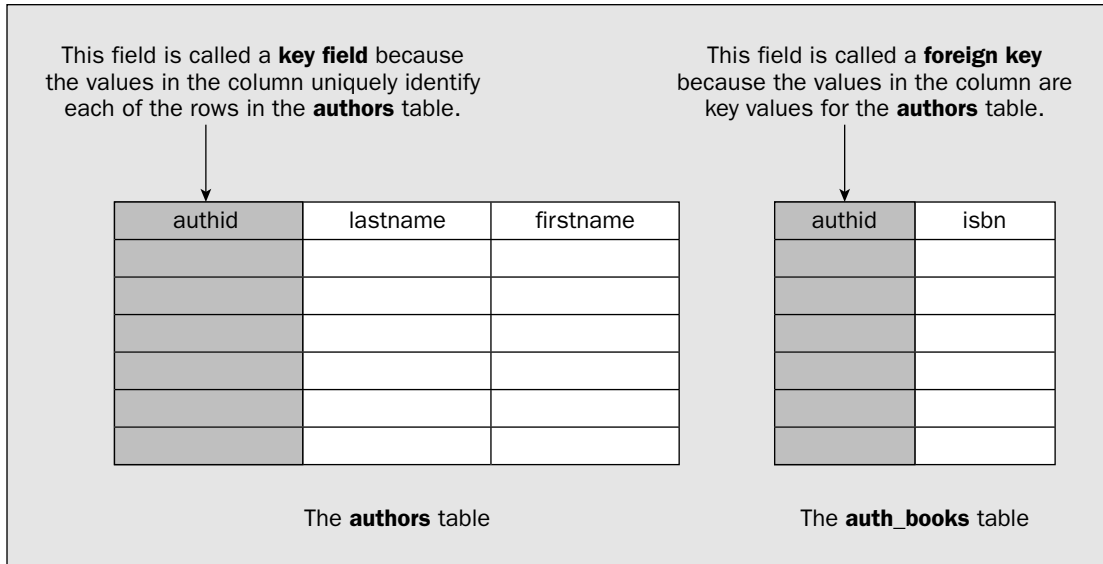 This field is called a key field because
the values in the column uniquely identify
each of the rows in the authors table.
This field is called a foreign key
because the values in the column are
key values for the authors table.
authid lastname firstname
authid isbn
The authors table
The auth_books table